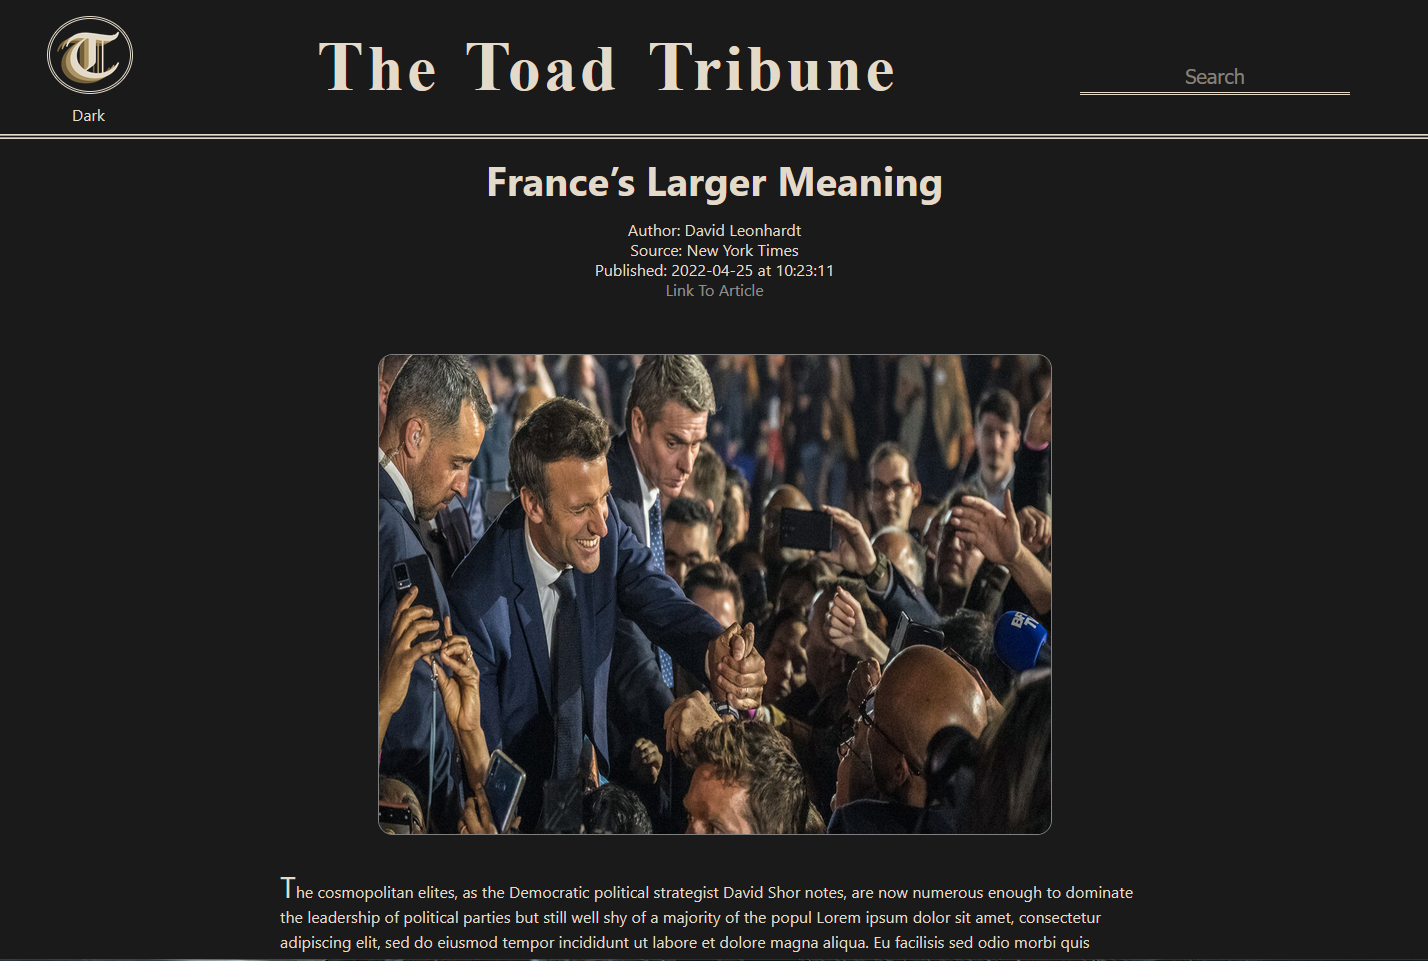 T
Dark
The Toad Tribune
Search
France’s Larger Meaning
Author: David Leonhardt
Source: New York Times
Published: 2022-04-25 at 10:23:11
Link To Article
The cosmopolitan elites, as the Democratic political strategist David Shor notes, are now numerous enough to dominate
the leadership of political parties but still well shy of a majority of the popul Lorem ipsum dolor sit amet, consectetur
adipiscing elit, sed do eiusmod tempor incididunt ut labore et dolore magna aliqua. Eu facilisis sed odio morbi quis